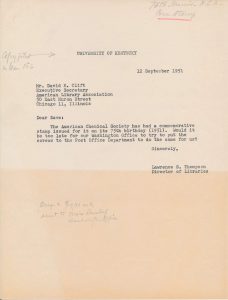 UNIVERSITY OF KENTUCKY
12 September 1951
Mr. David H. Clift
Executive Secretary
American Library Association
50 East Huron Street
Chicago 11, Illinois
Dear Dave:
The American Chemical Society has had a commemorative
stamp issued for it on its 75th birthday (1951). Would it
be too late for our Washington Office to try to put the
screws to the Post Office Department to do the same for us?
Sincerely,
Lawrence S. Thompson
Director of Libraries